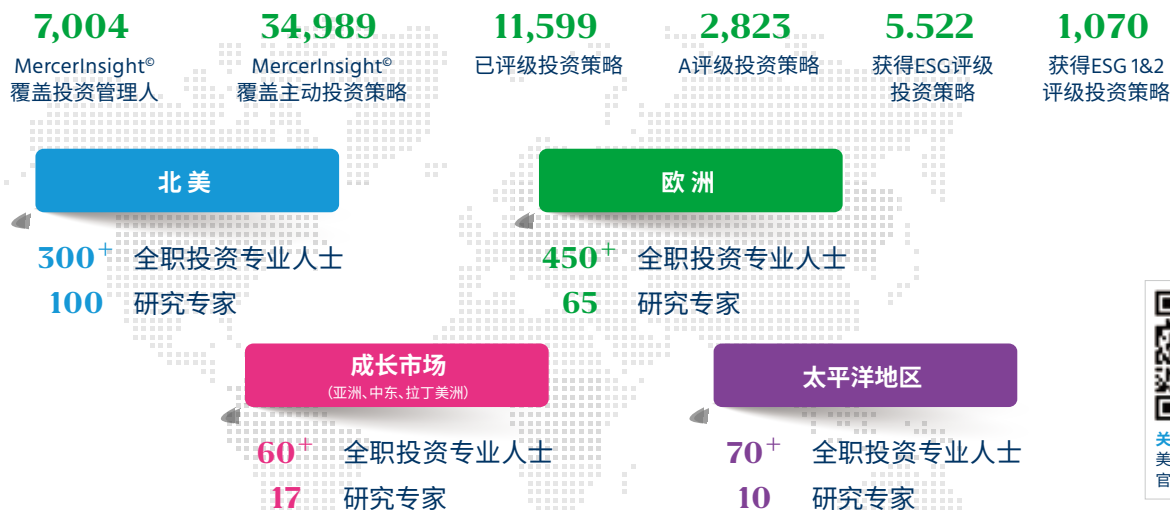 7,004
MercerInsight©
覆盖投资管理人
34,989
MercerInsight©
覆盖主动投资策略
11,599
已评级投资策略
2,823
A评级投资策略
5.522
获得ESG评级
投资策略
1,070
获得ESG 1&2
评级投资策略
北美
300+ 全职投资专业人士
100 研究专家
欧洲
450+ 全职投资专业人士
65 研究专家
成长市场
(亚洲、中东、拉丁美洲)
60+ 全职投资专业人士
17 研究专家
太平洋地区
70+ 全职投资专业人士
10 研究专家
关
美
官